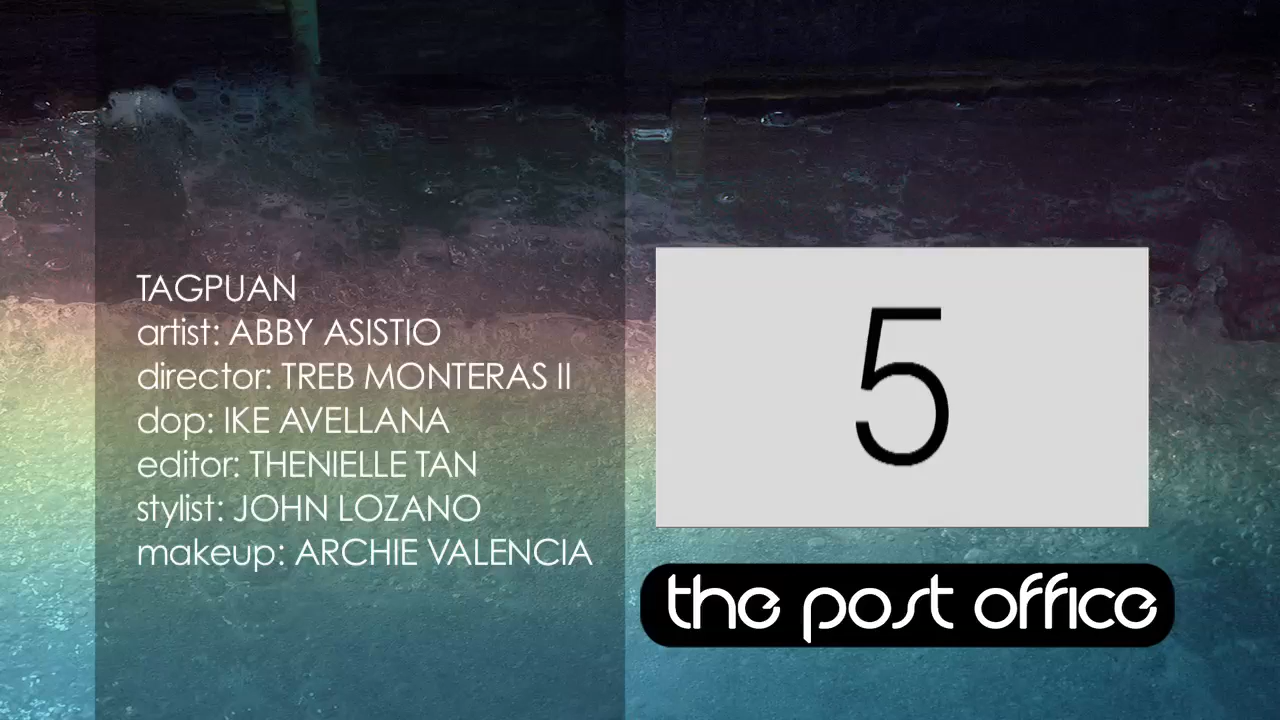 TAGPUAN
artist: ABBY ASISTIO
director: TREB MONTERAS II
dop: IKE AVELLANA
editor: THENIELLE TAN
stylist: JOHN LOZANO
makeup: ARCHIE VALENCIA
5
the post office